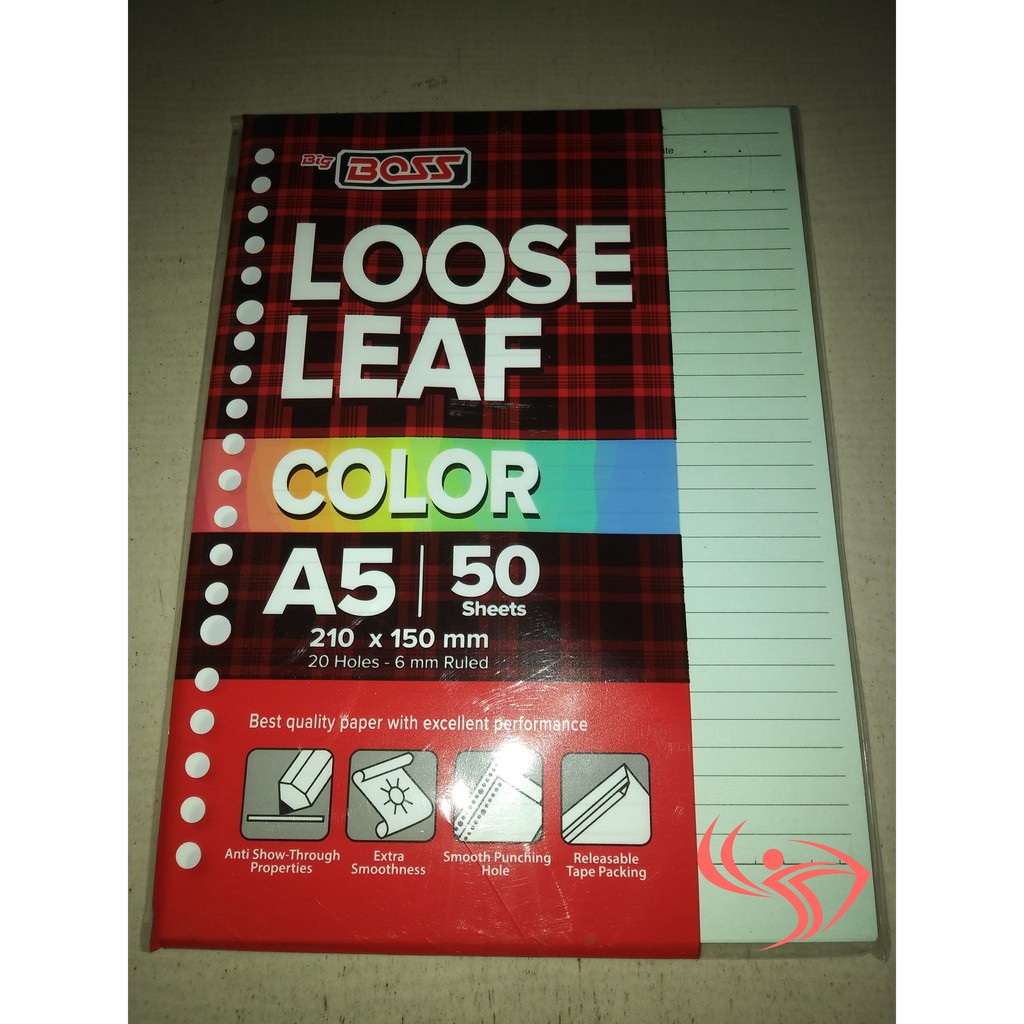 Big BOSS
LOOSE
LEAF
COLOR
A5 50
Sheets
210 x 150 mm
20 Holes - 6 mm Ruled
Best quality paper with excellent performance
Anti Show-Through
Properties
Extra
Smoothness
Smooth Punching
Hole
Releasable
Tape Packing